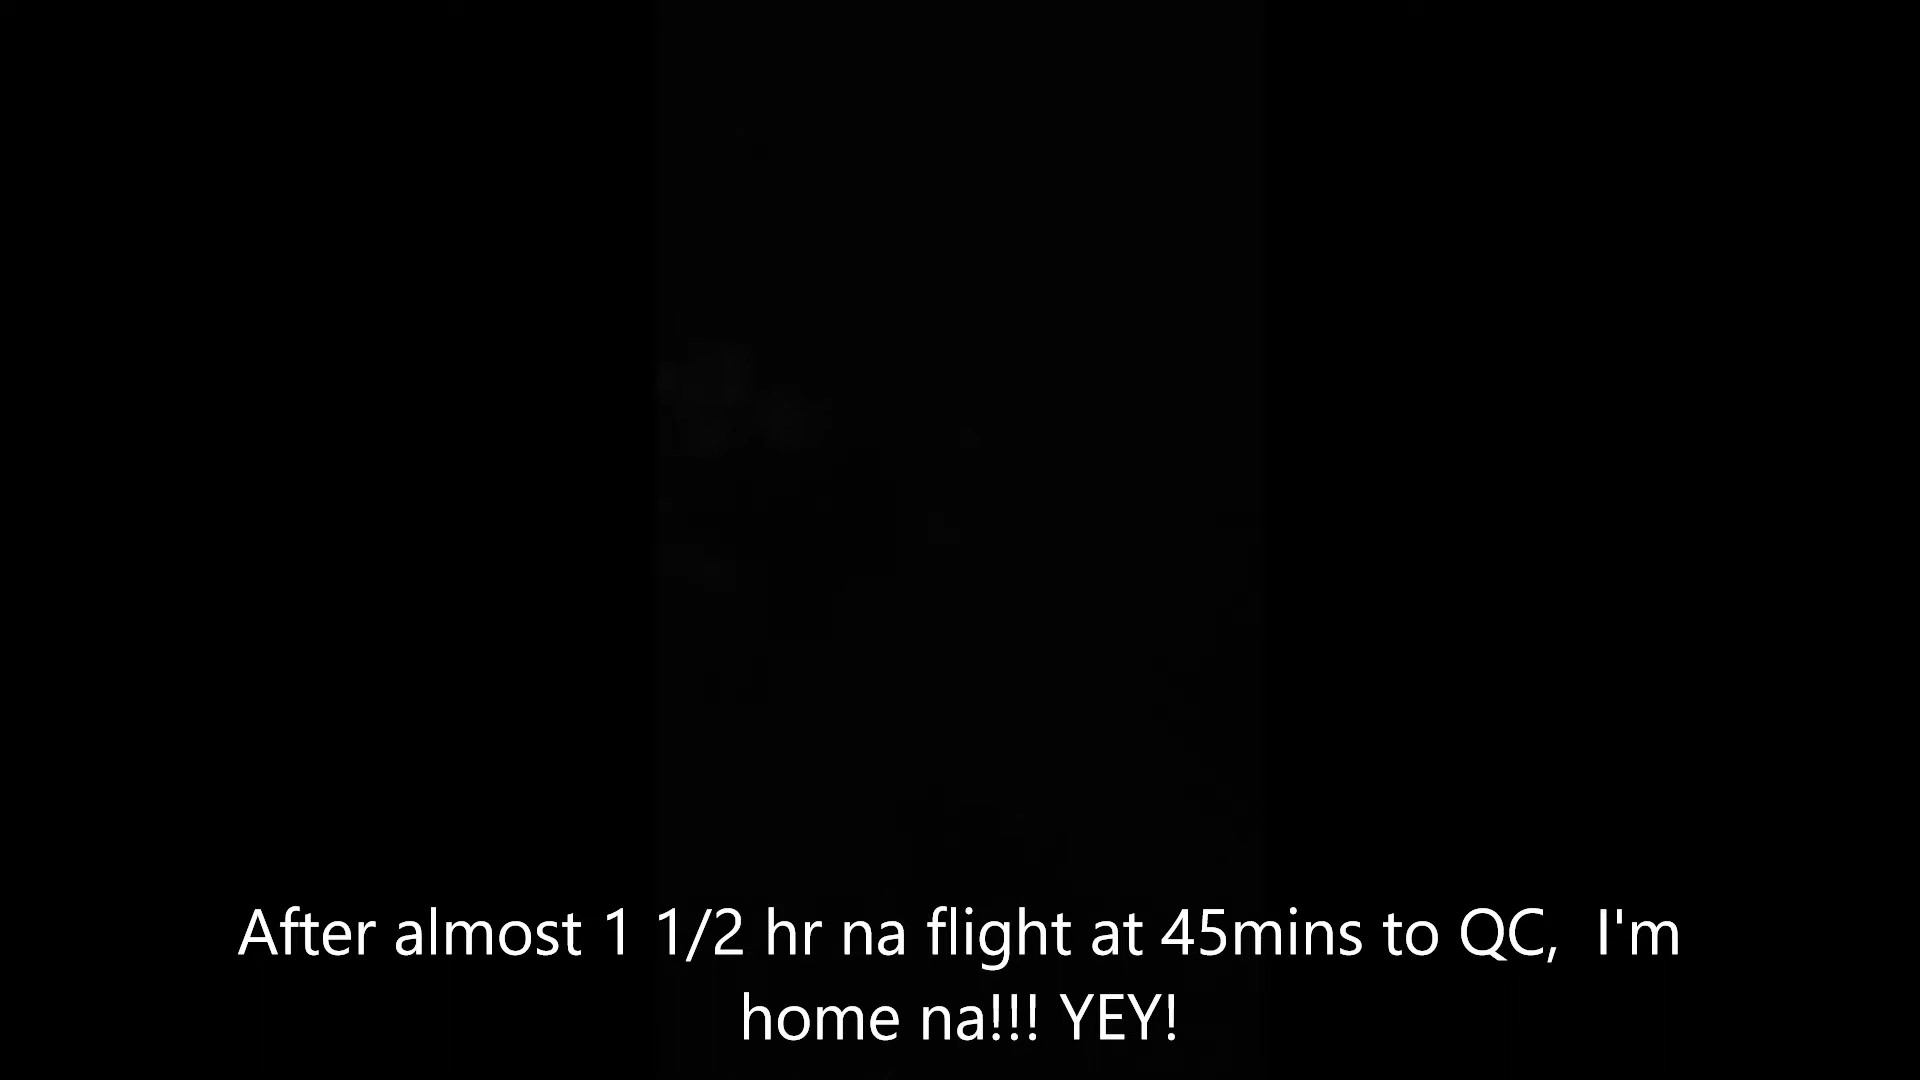 After almost 1 1/2 hr na flight at 45mins to QC,  I'm
home na!!! YEY!